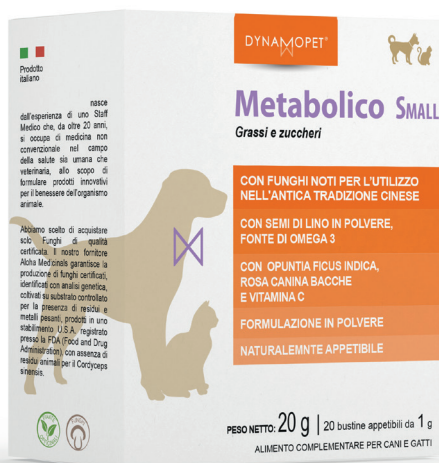 Prodotto
italiano
nasce
dall'esperienza di uno Staff
Medico che, da oltre 20 anni,
si occupa di medicina non
convenzionale nel campo
della salute sia umana che
veterinaria, allo scopo di
formulare prodotti innovativi
per il benessere dell'organismo
animale.
Abbiamo scelto di acquistare
solo Funghi di qualità
certificata. Il nostro fornitore
Aloha Medicinals garantisce la
produzione di funghi certificati,
identificati con analisi genetica,
coltivati su substrato controllato
per la presenza di residui e
metalli pesanti, prodotti in uno
stabilimento U.S.A. registrato
presso la FDA (Food and Drug
Administration), con assenza di
residui animali per il Cordyceps
sinensis.
DYNAMOPET
Metabolico SMALL
Grassi e zuccheri
CON FUNGHI NOTI PER L'UTILIZZO
NELL'ANTICA TRADIZIONE CINESE
CON SEMI DI LINO IN POLVERE,
FONTE DI OMEGA 3
CON OPUNTIA FICUS INDICA,
ROSA CANINA BACCHE
E VITAMINA C
FORMULAZIONE IN POLVERE
NATURALEMNTE APPETIBILE
PESO NETTO: 20 g | 20 bustine appetibili da 1 g
ALIMENTO COMPLEMENTARE PER CANI E GATTI